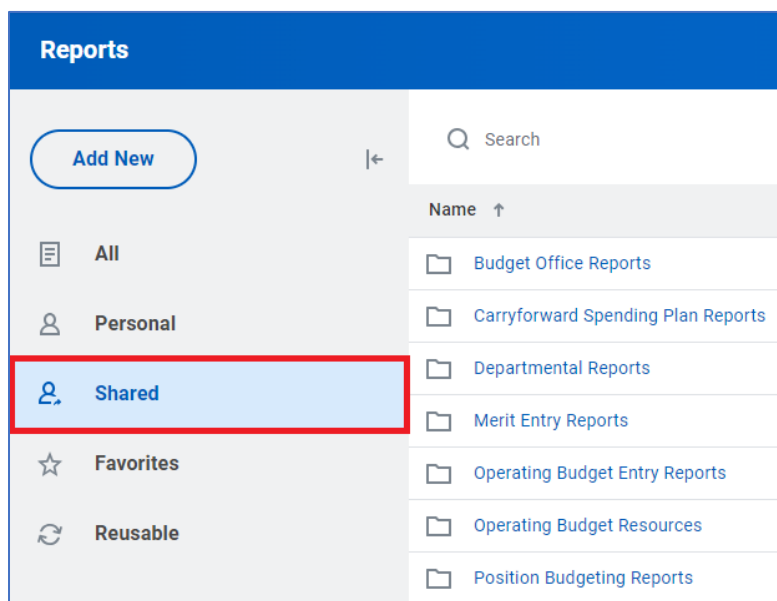 Reports
Add New
All
Personal
Shared
Favorites
Reusable
Search
Name
Budget Office Reports
Carryforward Spending Plan Reports
Departmental Reports
Merit Entry Reports
Operating Budget Entry Reports
Operating Budget Resources
Position Budgeting Reports